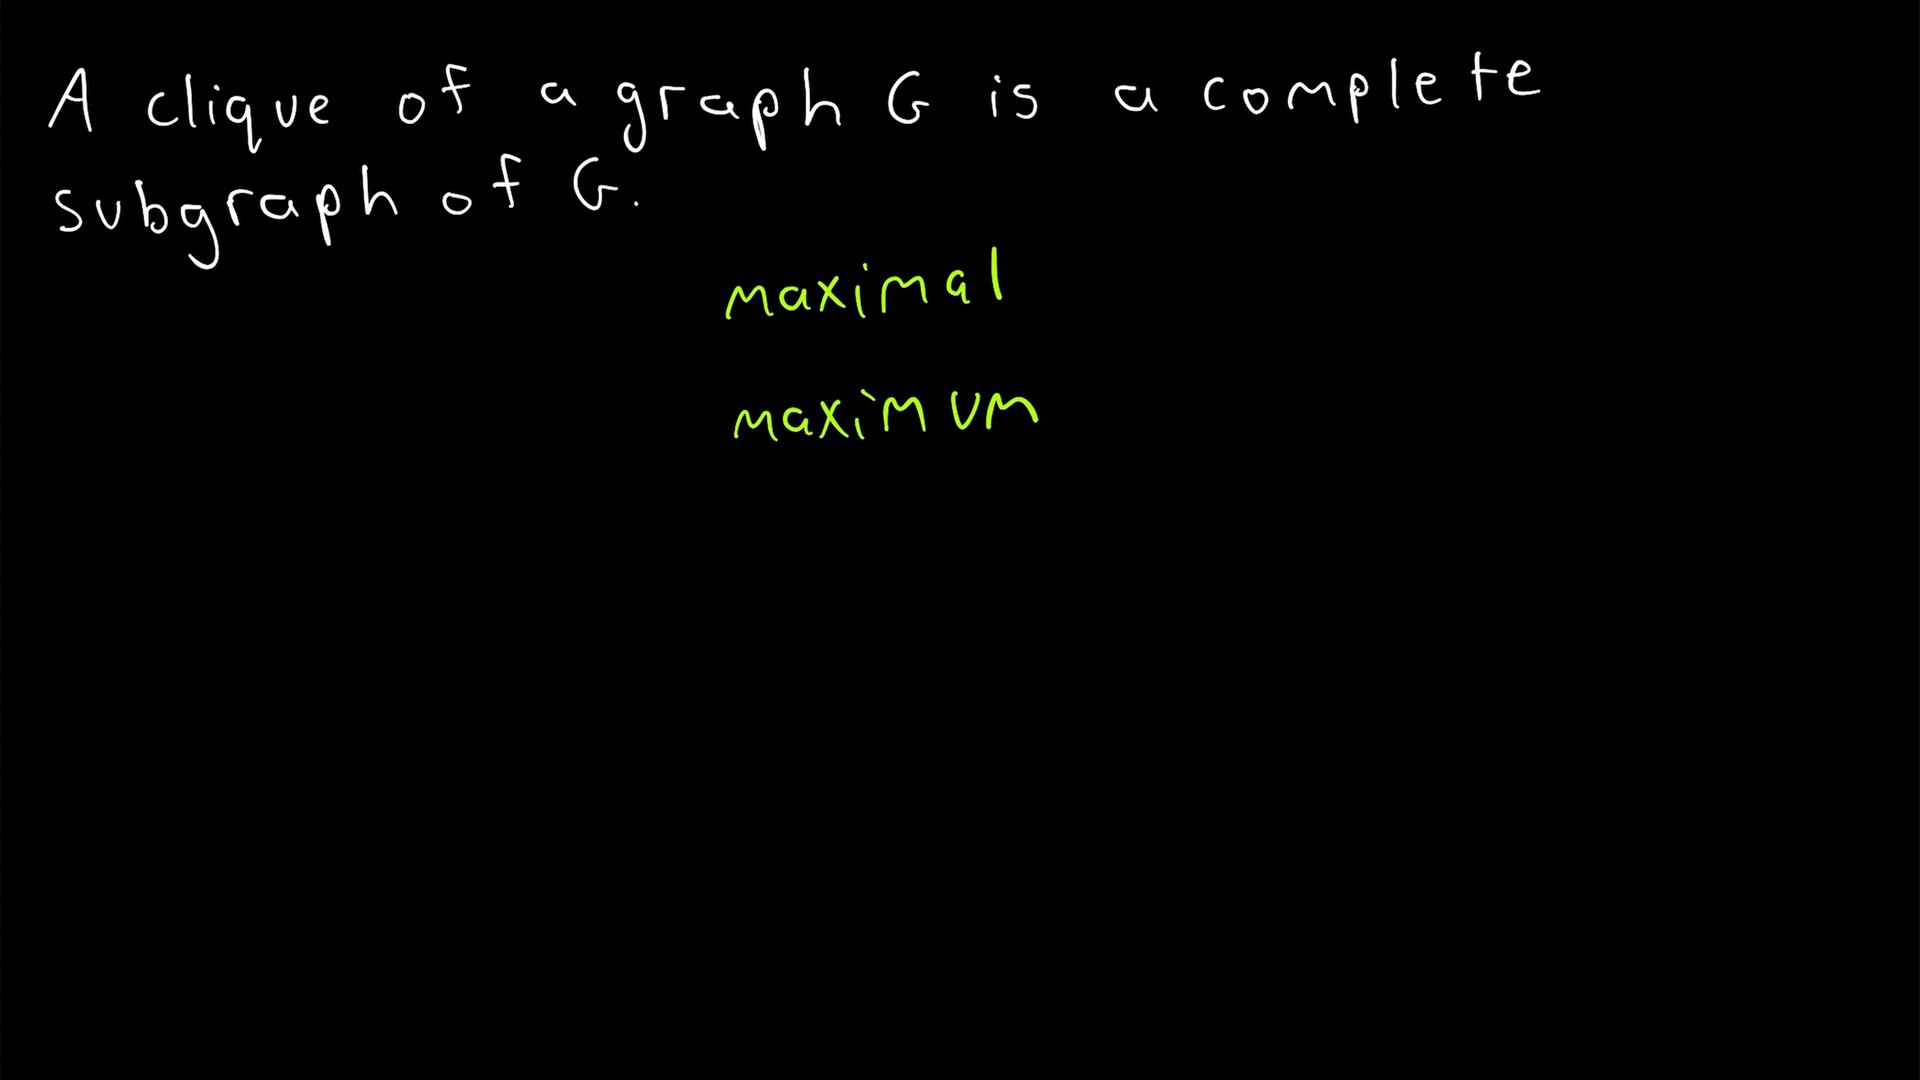 A clique of a graph G is a complete
subgraph of G.
maximal
maximum